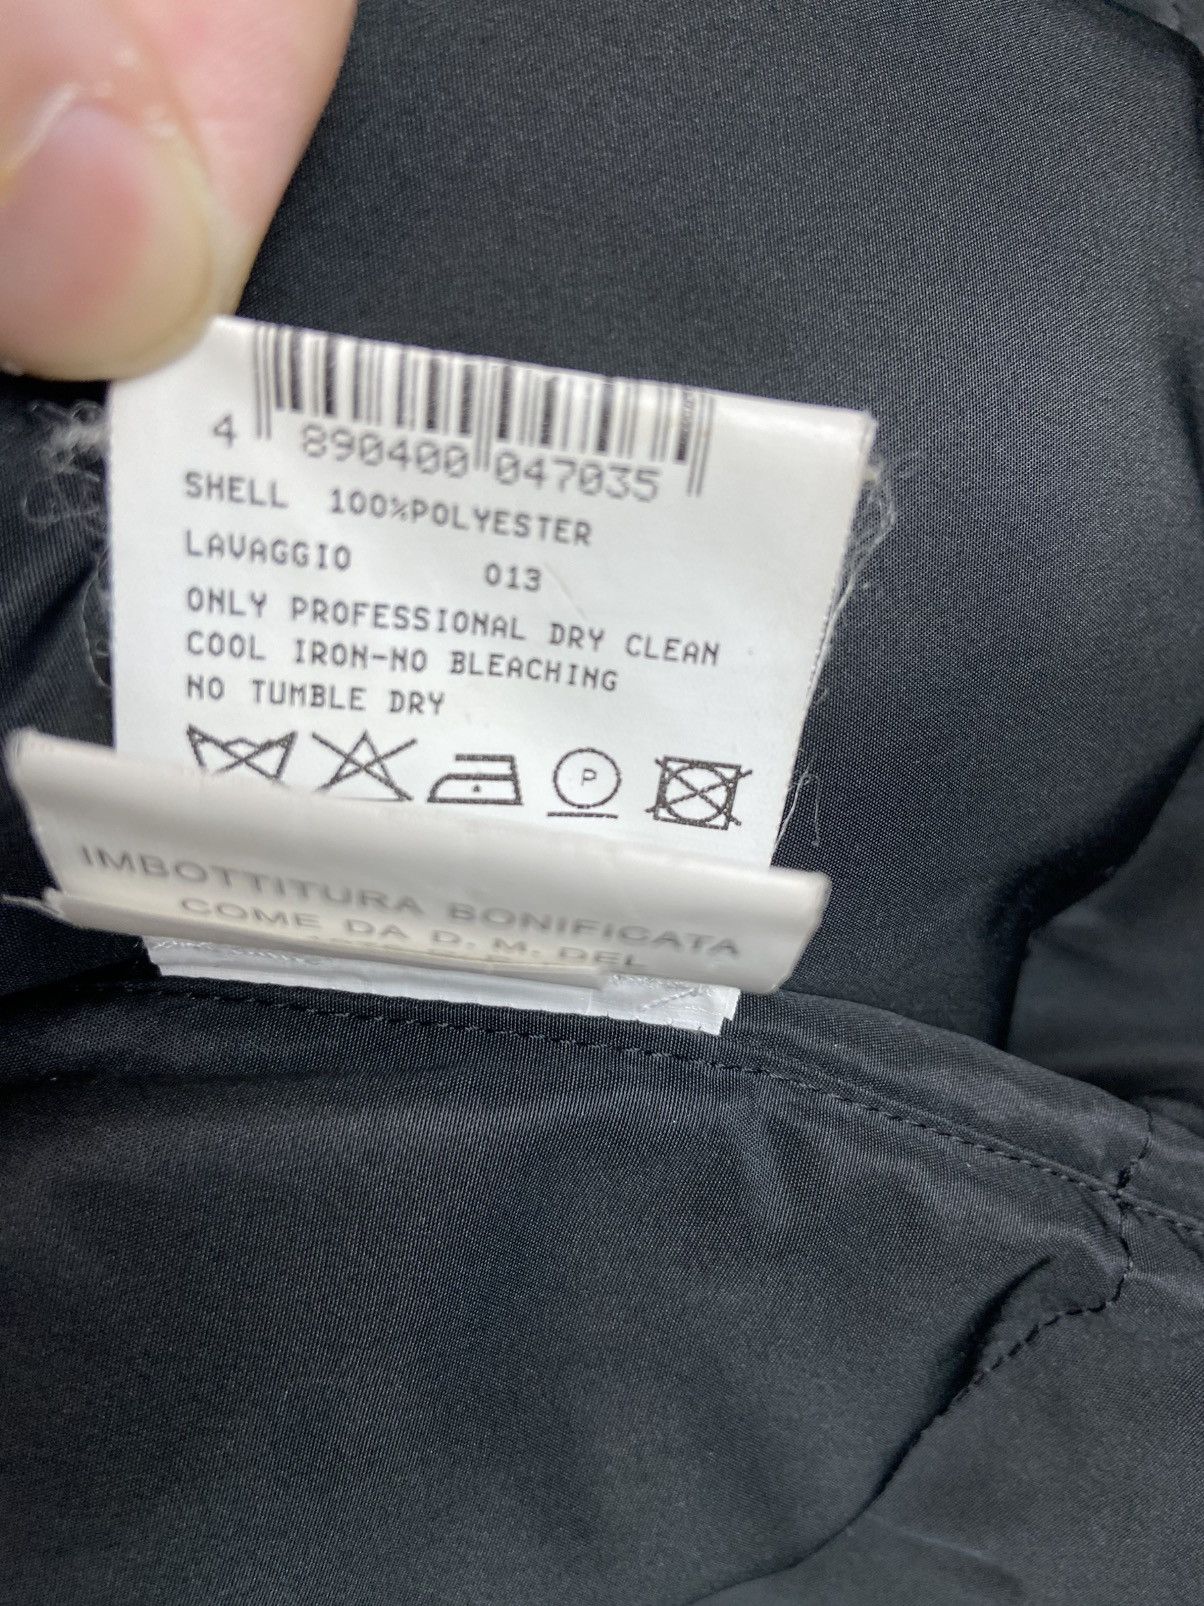 4 890400 047035
SHELL 100%POLYESTER
LAVAGGIO 013
ONLY PROFESSIONAL DRY CLEAN
COOL IRON-NO BLEACHING
NO TUMBLE DRY
P
IMBOTTITURA BONIFICATA
COME DA D. M. DEL